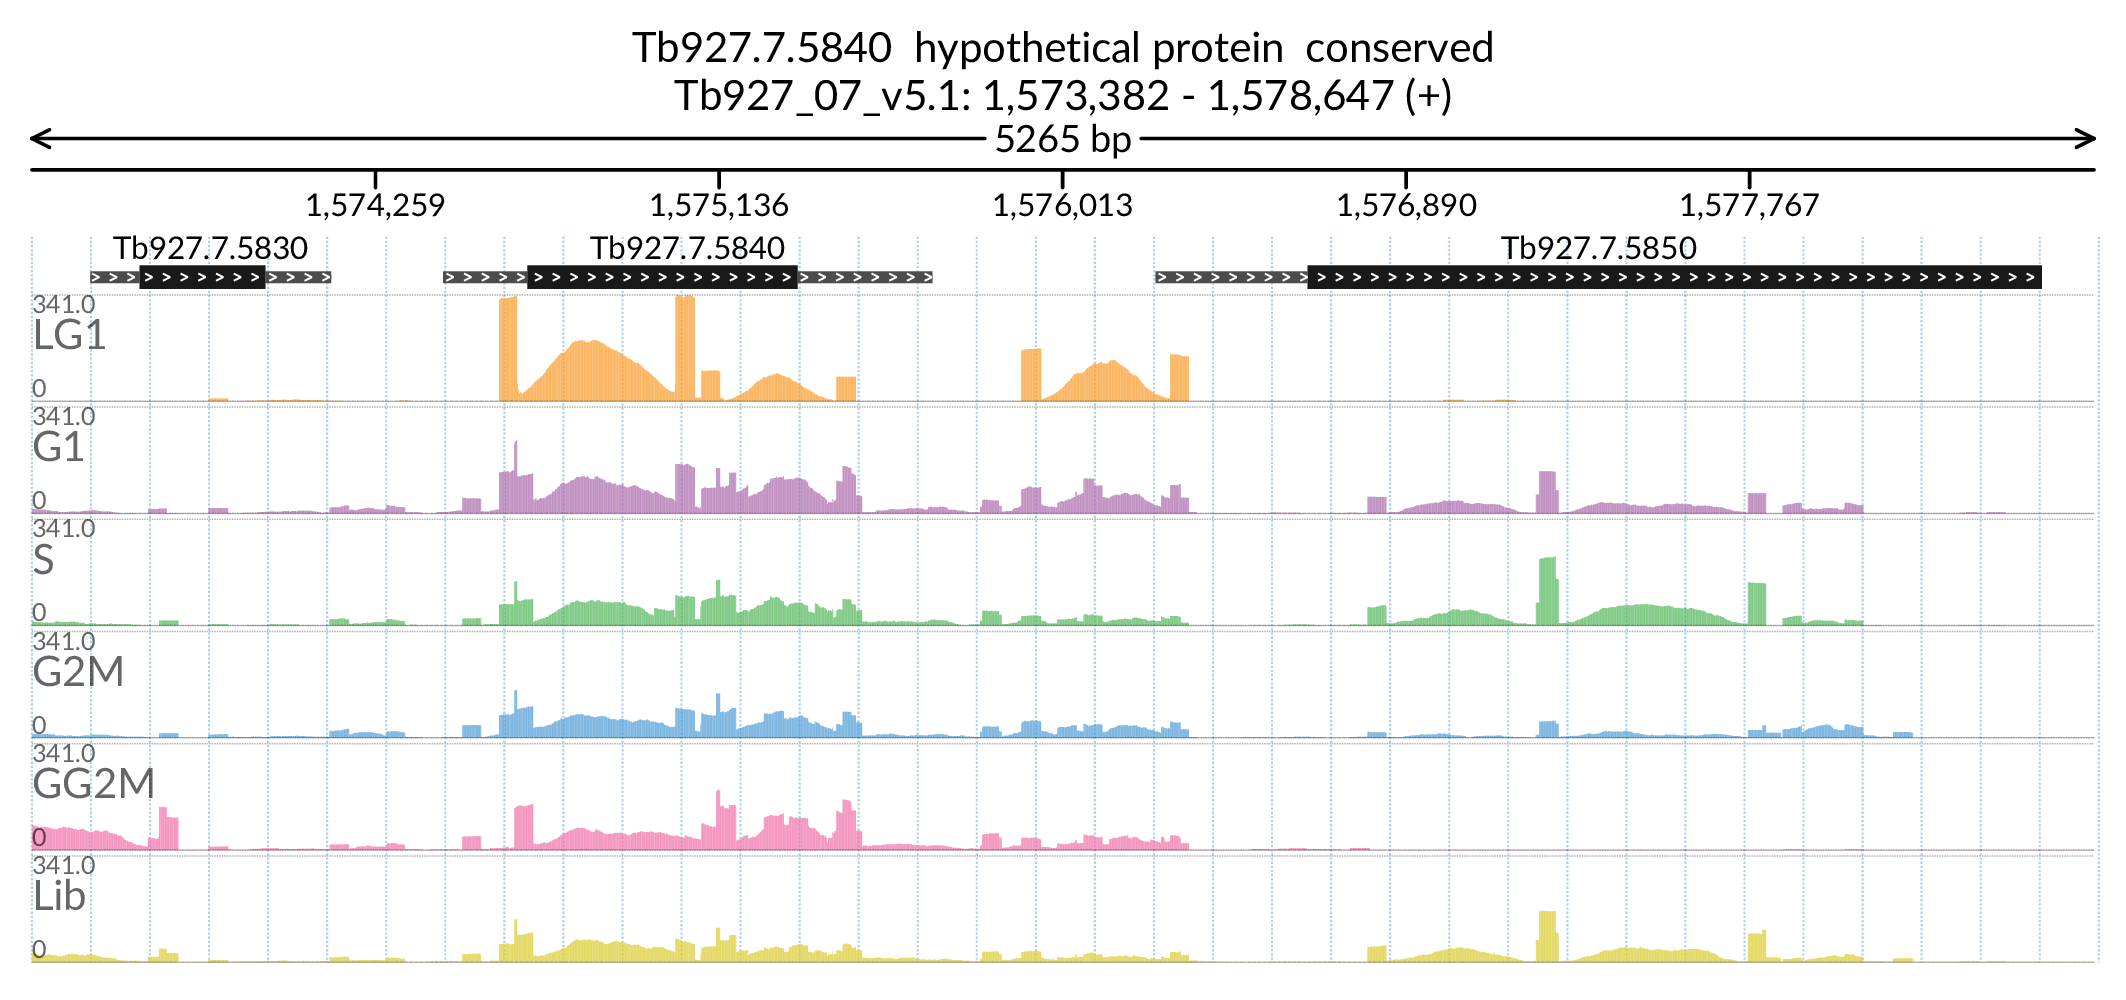 Tb927.7.5840 hypothetical protein conserved
Tb927_07_v5.1: 1,573,382 - 1,578,647 (+)
5265 bp
1,574,259 1,575,136 1,576,013 1,576,890 1,577,767
Tb927.7.5830 Tb927.7.5840 Tb927.7.5850
341.0
LG1
0
341.0
G1
0
341.0
S
0
341.0
G2M
0
341.0
GG2M
0
341.0
Lib
0